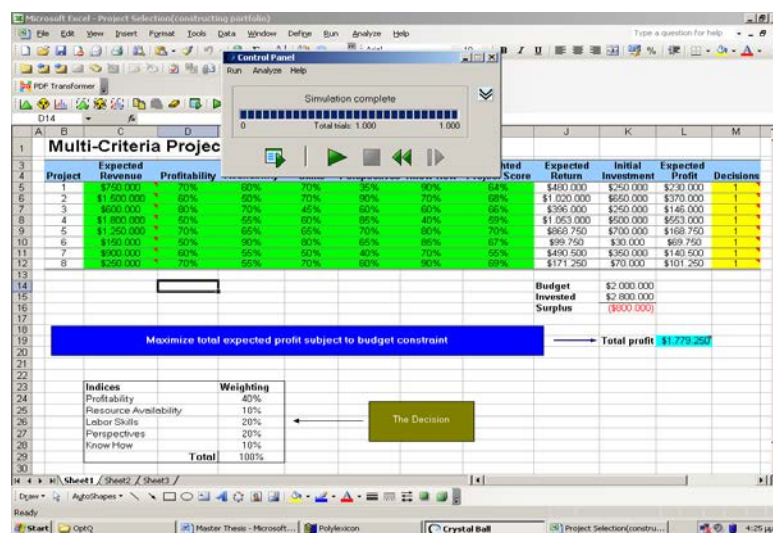 Microsoft Excel - Project Selection(constructing portfolio)
File Edit View Insert Format Tools Data Window Define Run Analyze Help
Type a question for help
PDF Transformer
Control Panel
Run Analyze Help
Simulation complete
0 Total trials: 1.000 1.000
D14 fx
A B C D J K L M
Multi-Criteria Projec
Expected Expected Initial Expected
Project Revenue Profitability Score Return Investment Profit Decisions
1 $750.000 70% 60% 70% 35% 90% 64% $480.000 $250.000 $230.000 1
2 $1.500.000 60% 50% 70% 90% 70% 68% $1.020.000 $650.000 $370.000 1
3 $600.000 80% 70% 45% 60% 60% 66% $396.000 $250.000 $146.000 1
4 $1.800.000 55% 60% 85% 40% 59% $1.053.000 $500.000 $553.000 1
5 $1.250.000 70% 65% 65% 70% 80% 70% $868.750 $700.000 $168.750 1
6 $150.000 50% 90% 80% 65% 85% 67% $99.750 $30.000 $69.750 1
7 $900.000 60% 55% 50% 40% 70% 55% $490.500 $350.000 $140.500 1
8 $250.000 70% 55% 70% 60% 90% 69% $171.250 $70.000 $101.250 1
Budget $2.000.000
Invested $2.800.000
Surplus ($800.000)
Maximize total expected profit subject to budget constraint
Total profit $1.779.250
Indices Weighting
Profitability 40%
Resource Availability 10%
Labor Skills 20%
Perspectives 20%
Know How 10%
Total 100%
The Decision
Sheet1 / Sheet2 / Sheet3
Draw AutoShapes
Ready
Start OptQ Master Thesis - Microsoft... Polylexicon Crystal Ball Project Selection(constru... 4:25 μμ